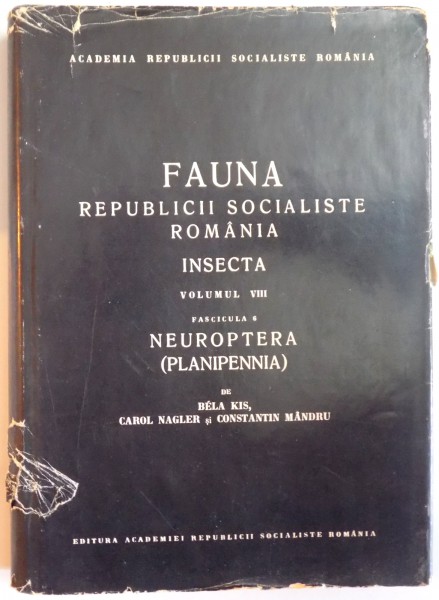 ACADEMIA REPUBLICII SOCIALISTE ROMÂNIA
FAUNA
REPUBLICII SOCIALISTE
ROMÂNIA
INSECTA
VOLUMUL VIII
FASCICULA 6
NEUROPTERA
(PLANIPENNIA)
DE
BÉLA KIS,
CAROL NAGLER și CONSTANTIN MÂNDRU
EDITURA ACADEMIEI REPUBLICII SOCIALISTE ROMÂNIA